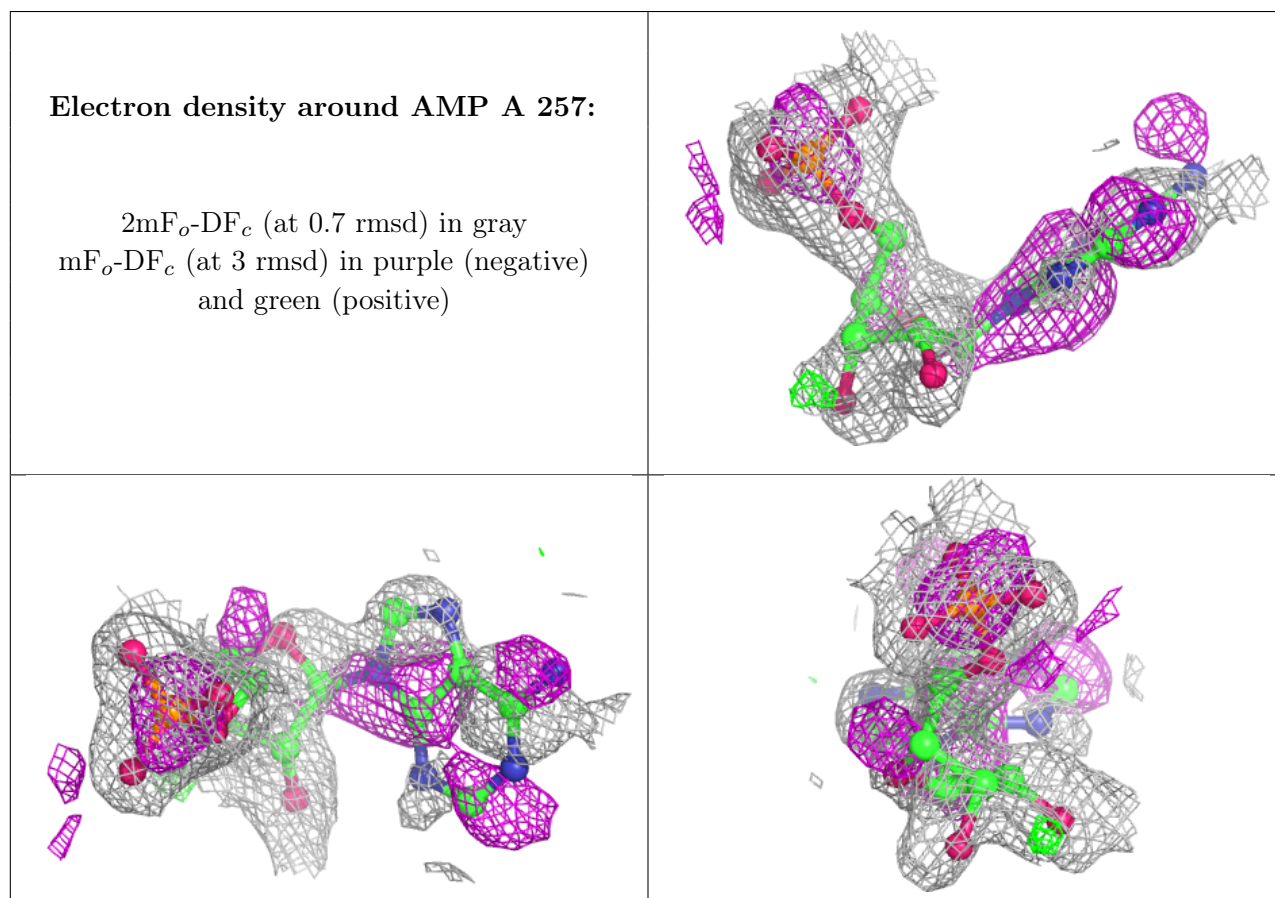 Electron density around AMP A 257:
2mFo-DFc (at 0.7 rmsd) in gray
mFo-DFc (at 3 rmsd) in purple (negative)
and green (positive)